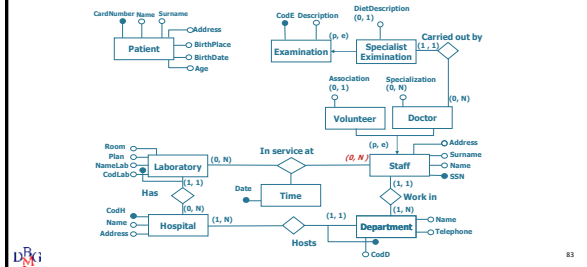 CardNumber Name Surname
Address
Patient
BirthPlace
BirthDate
Age
DietDescription
(0, 1)
CodE Description
(p, e)
Examination
Specialist
Eximination
(1 , 1)
Carried out by
Association
(0, 1)
Specialization
(0, N)
Volunteer
Doctor
(0, N)
(p, e)
Address
Surname
Name
SSN
Staff
(0, N )
In service at
(0, N)
Room
Plan
NameLab
CodLab
Laboratory
Date
Time
(1, 1)
Has
(0, N)
(1, 1)
Work in
(1, N)
CodH
Name
Address
Hospital
(1, N)
Hosts
(1, 1)
Department
Name
Telephone
CodD
DBMG
83